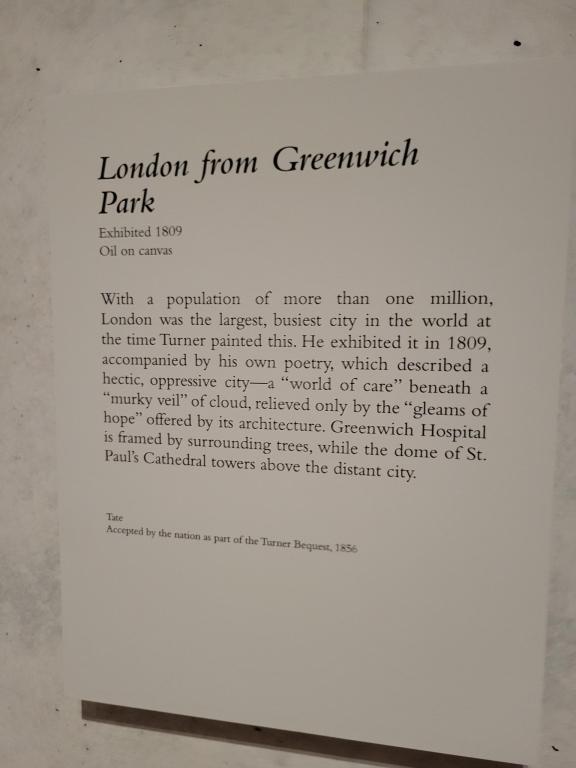 London from Greenwich
Park
Exhibited 1809
Oil on canvas
With a population of more than one million,
London was the largest, busiest city in the world at
the time Turner painted this. He exhibited it in 1809,
accompanied by his own poetry, which described a
hectic, oppressive city—a “world of care” beneath a
“murky veil” of cloud, relieved only by the “gleams of
hope” offered by its architecture. Greenwich Hospital
is framed by surrounding trees, while the dome of St.
Paul’s Cathedral towers above the distant city.
Tate
Accepted by the nation as part of the Turner Bequest, 1856